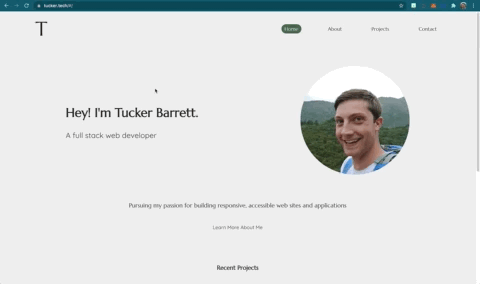 tucker.tech/#/
T
Home About Projects Contact
Hey! I'm Tucker Barrett.
A full stack web developer
Pursuing my passion for building responsive, accessible web sites and applications
Learn More About Me
Recent Projects